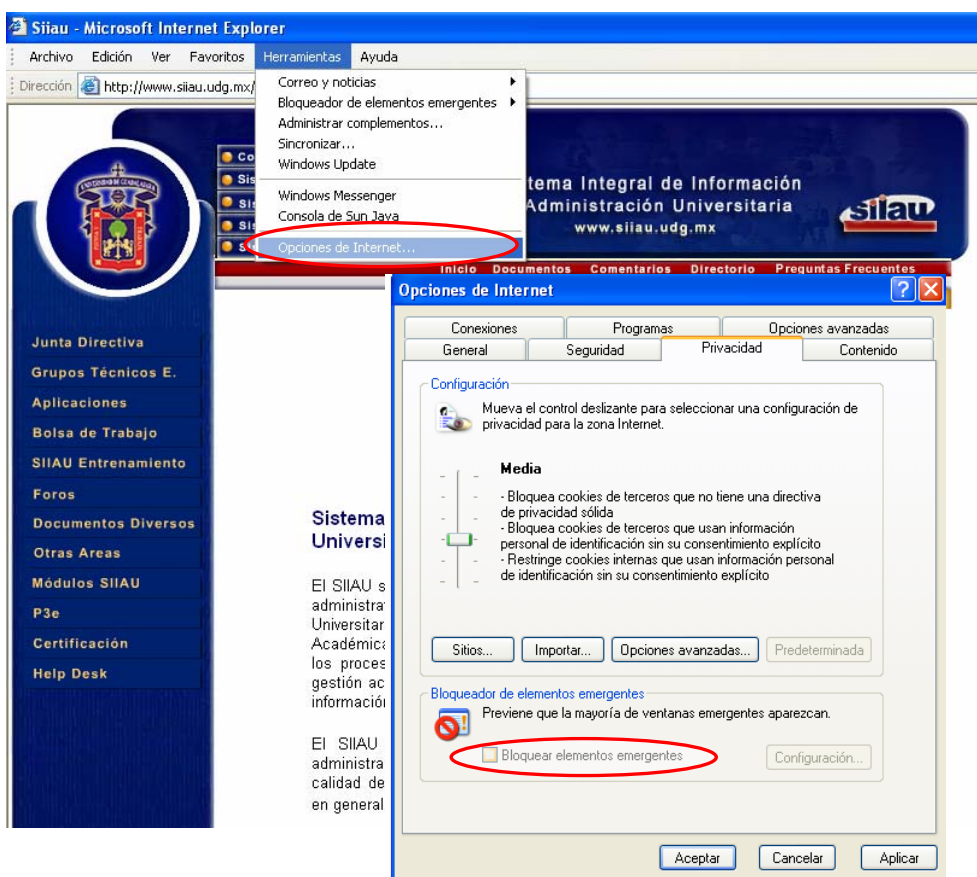 Siiau - Microsoft Internet Explorer
Archivo Edición Ver Favoritos Herramientas Ayuda
Dirección http://www.siiau.udg.mx/
Correo y noticias
Bloqueador de elementos emergentes
Administrar complementos...
Sincronizar...
Windows Update
Windows Messenger
Consola de Sun Java
Opciones de Internet...
Co
Sis
Sis
Sis
tema Integral de Información
Administración Universitaria
www.siiau.udg.mx
siiau
Inicio Documentos Comentarios Directorio Preguntas Frecuentes
Junta Directiva
Grupos Técnicos E.
Aplicaciones
Bolsa de Trabajo
SIIAU Entrenamiento
Foros
Documentos Diversos
Otras Areas
Módulos SIIAU
P3e
Certificación
Help Desk
Sistema
Universi
El SIIAU s
administra
Universitar
Académica
los proces
gestión ac
información
El SIIAU
administra
calidad de
en general
Opciones de Internet
Conexiones Programas Opciones avanzadas
General Seguridad Privacidad Contenido
Configuración
Mueva el control deslizante para seleccionar una configuración de
privacidad para la zona Internet.
Media
- Bloquea cookies de terceros que no tiene una directiva
de privacidad sólida
- Bloquea cookies de terceros que usan información
personal de identificación sin su consentimiento explícito
- Restringe cookies internas que usan información personal
de identificación sin su consentimiento explícito
Sitios... Importar... Opciones avanzadas... Predeterminada
Bloqueador de elementos emergentes
Previene que la mayoría de ventanas emergentes aparezcan.
Bloquear elementos emergentes Configuración...
Aceptar Cancelar Aplicar